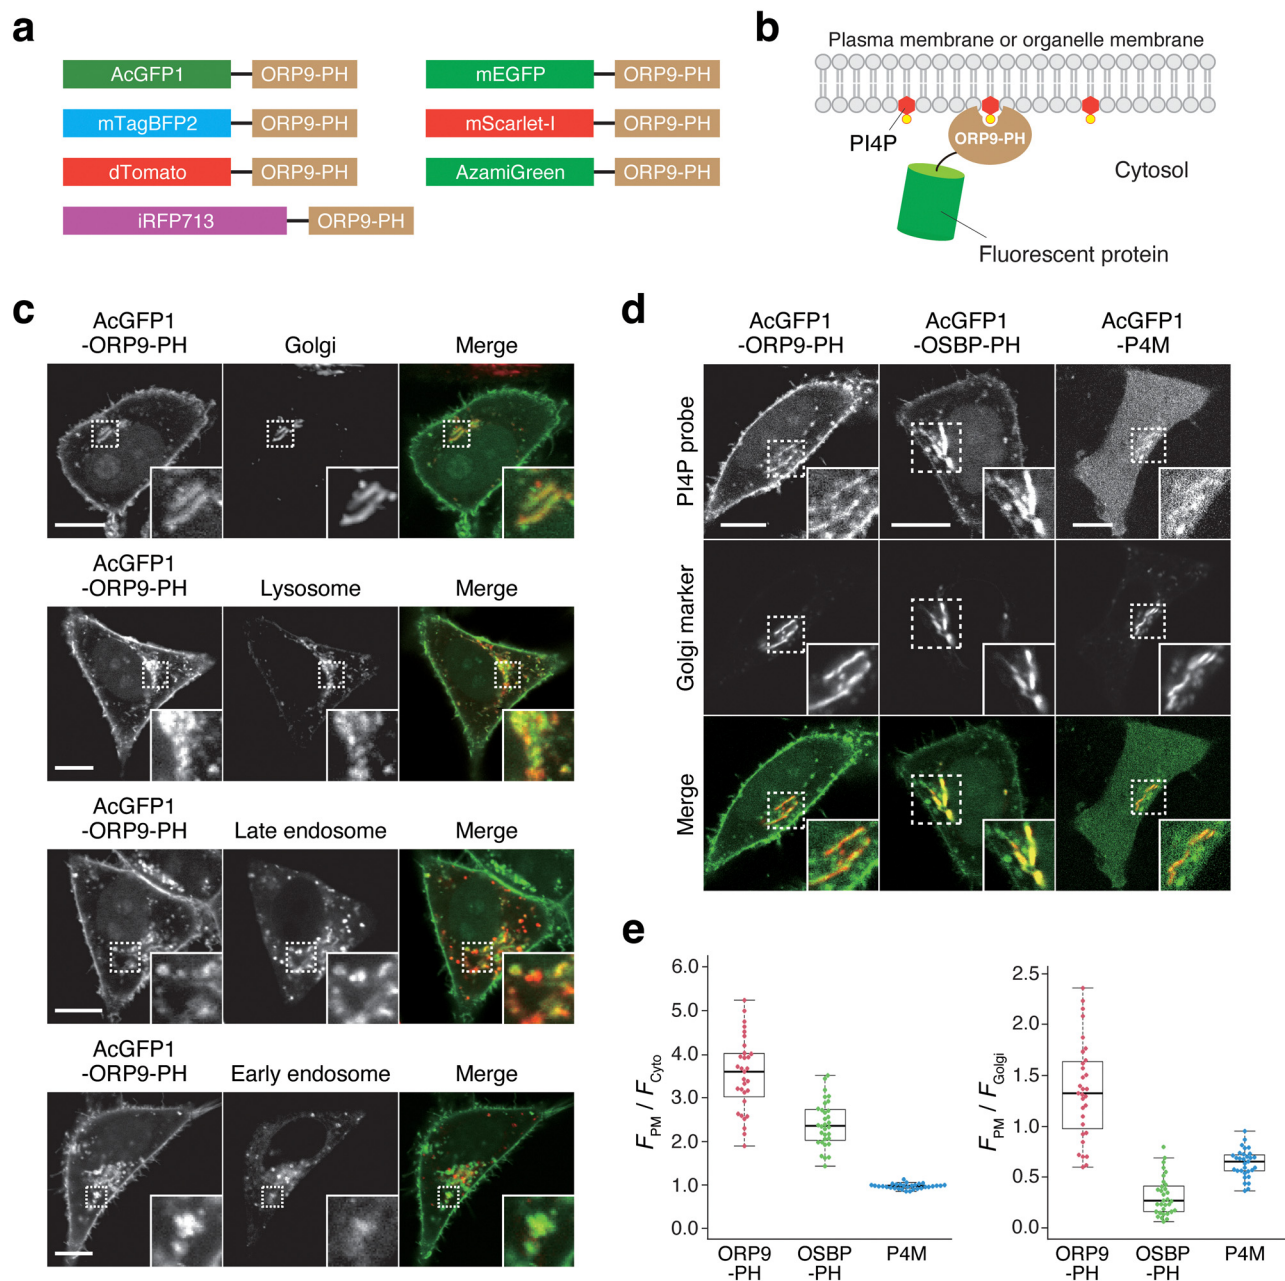 a
AcGFP1 ORP9-PH
mEGFP ORP9-PH
mTagBFP2 ORP9-PH
mScarlet-I ORP9-PH
dTomato ORP9-PH
AzamiGreen ORP9-PH
iRFP713 ORP9-PH
b
Plasma membrane or organelle membrane
PI4P
ORP9-PH
Cytosol
Fluorescent protein
c
AcGFP1
-ORP9-PH
Golgi
Merge
AcGFP1
-ORP9-PH
Lysosome
Merge
AcGFP1
-ORP9-PH
Late endosome
Merge
AcGFP1
-ORP9-PH
Early endosome
Merge
d
AcGFP1
-ORP9-PH
AcGFP1
-OSBP-PH
AcGFP1
-P4M
PI4P probe
Golgi marker
Merge
e
FPM / FCyto
6.0
5.0
4.0
3.0
2.0
1.0
0.0
ORP9
-PH
OSBP
-PH
P4M
FPM / FGolgi
2.5
2.0
1.5
1.0
0.5
0.0
ORP9
-PH
OSBP
-PH
P4M